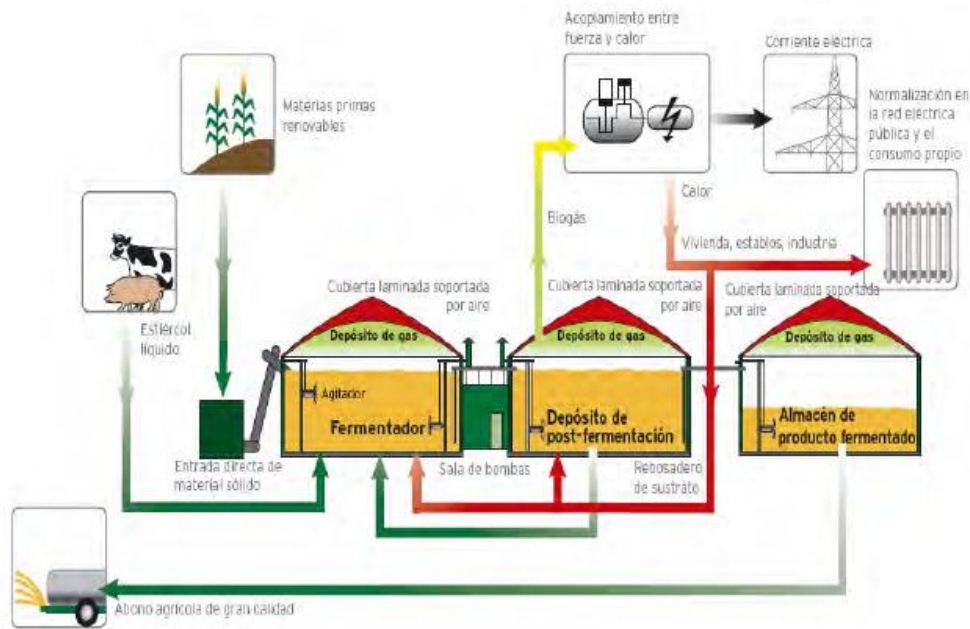 Acoplamiento entre
fuerza y calor
Corriente eléctrica
Materias primas
renovables
Normalización en
la red eléctrica
pública y el
consumo propio
Calor
Biogás
Vivienda, establos, industria
Estiércol
líquido
Cubierta laminada soportada
por aire
Cubierta laminada soportada
por aire
Cubierta laminada soportada
por aire
Depósito de gas
Depósito de gas
Depósito de gas
Agitador
Fermentador
Depósito de
post-fermentación
Almacén de
producto fermentado
Entrada directa de
material sólido
Sala de bombas
Rebosadero
de sustrato
Abono agrícola de gran calidad